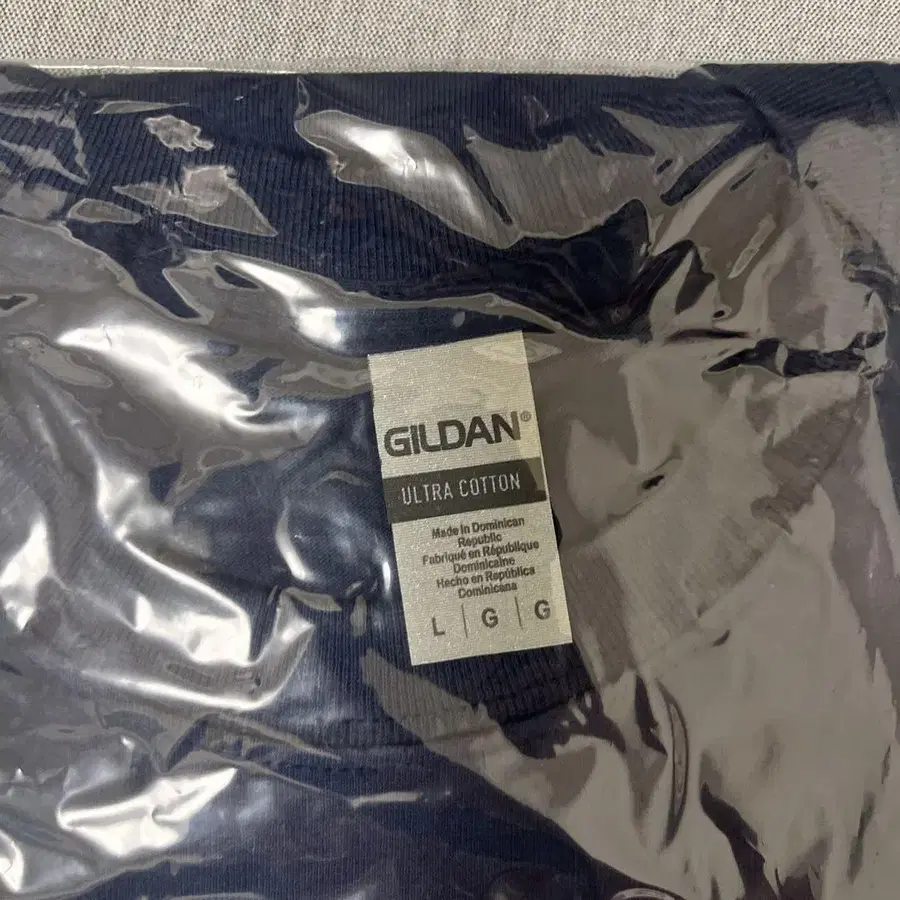 GILDAN®
ULTRA COTTON
Made in Dominican
Republic
Fabriqué en République
Dominicaine
Hecho en República
Dominicana
L | G | G